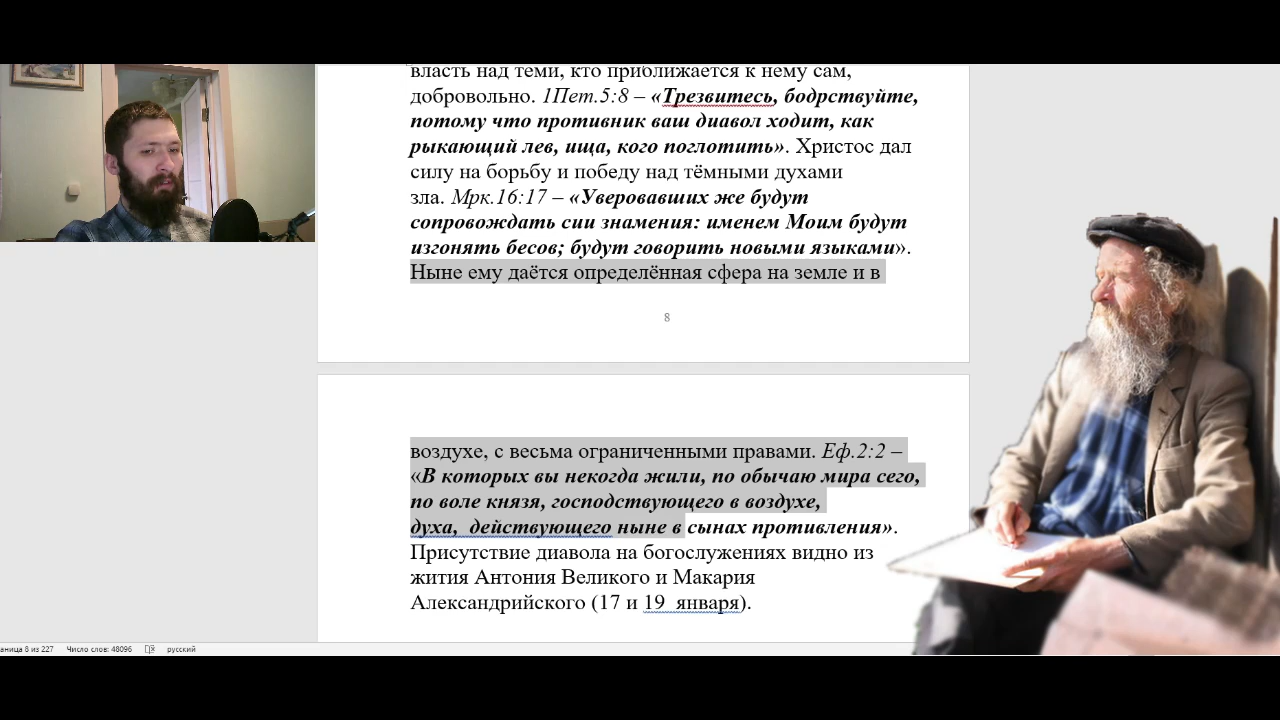 власть над теми, кто приближается к нему сам,
добровольно. 1Пет.5:8 – «Трезвитесь, бодрствуйте,
потому что противник ваш диавол ходит, как
рыкающий лев, ища, кого поглотить». Христос дал
силу на борьбу и победу над тёмными духами
зла. Мрк.16:17 – «Уверовавших же будут
сопровождать сии знамения: именем Моим будут
изгонять бесов; будут говорить новыми языками».
Ныне ему даётся определённая сфера на земле и в
8
воздухе, с весьма ограниченными правами. Еф.2:2 –
«В которых вы некогда жили, по обычаю мира сего,
по воле князя, господствующего в воздухе,
духа,  действующего ныне в сынах противления».
Присутствие диавола на богослужениях видно из
жития Антония Великого и Макария
Александрийского (17 и 19  января).
аница 8 из 227 Число слов: 48096 русский